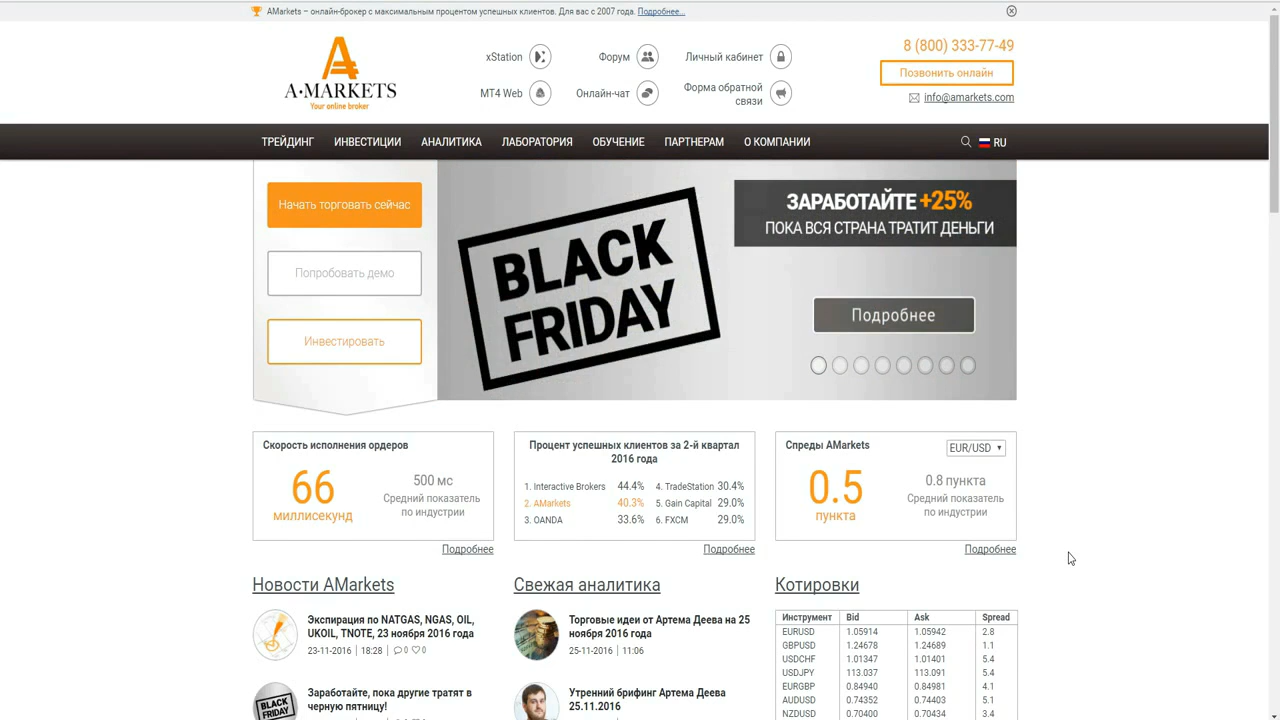 AMarkets – онлайн-брокер с максимальным процентом успешных клиентов. Для вас с 2007 года. Подробнее...
A·MARKETS
Your online broker
xStation
Форум
Личный кабинет
MT4 Web
Онлайн-чат
Форма обратной
связи
8 (800) 333-77-49
Позвонить онлайн
info@amarkets.com
ТРЕЙДИНГ ИНВЕСТИЦИИ АНАЛИТИКА ЛАБОРАТОРИЯ ОБУЧЕНИЕ ПАРТНЕРАМ О КОМПАНИИ RU
Начать торговать сейчас
Попробовать демо
Инвестировать
BLACK
FRIDAY
ЗАРАБОТАЙТЕ +25%
ПОКА ВСЯ СТРАНА ТРАТИТ ДЕНЬГИ
Подробнее
Скорость исполнения ордеров
66
миллисекунд
500 мс
Средний показатель
по индустрии
Подробнее
Процент успешных клиентов за 2-й квартал
2016 года
1. Interactive Brokers 44.4% 4. TradeStation 30.4%
2. AMarkets 40.3% 5. Gain Capital 29.0%
3. OANDA 33.6% 6. FXCM 29.0%
Подробнее
Спреды AMarkets
EUR/USD
0.5
пункта
0.8 пункта
Средний показатель
по индустрии
Подробнее
Новости AMarkets
Экспирация по NATGAS, NGAS, OIL,
UKOIL, TNOTE, 23 ноября 2016 года
23-11-2016 | 18:28 0 0
BLACK
FRIDAY
Заработайте, пока другие тратят в
черную пятницу!
Свежая аналитика
Торговые идеи от Артема Деева на 25
ноября 2016 года
25-11-2016 | 11:06
Утренний брифинг Артема Деева
25.11.2016
Котировки
Инструмент Bid Ask Spread
EURUSD 1.05914 1.05942 2.8
GBPUSD 1.24678 1.24689 1.1
USDCHF 1.01347 1.01401 5.4
USDJPY 113.037 113.091 5.4
EURGBP 0.84940 0.84981 4.1
AUDUSD 0.74352 0.74403 5.1
NZDUSD 0.70400 0.70434 3.4